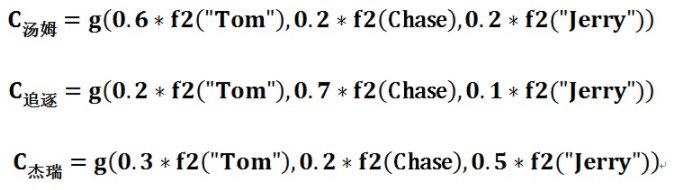 C汤姆 = g(0.6 * f2("Tom"), 0.2 * f2(Chase), 0.2 * f2("Jerry"))
C追逐 = g(0.2 * f2("Tom"), 0.7 * f2(Chase), 0.1 * f2("Jerry"))
C杰瑞 = g(0.3 * f2("Tom"), 0.2 * f2(Chase), 0.5 * f2("Jerry"))